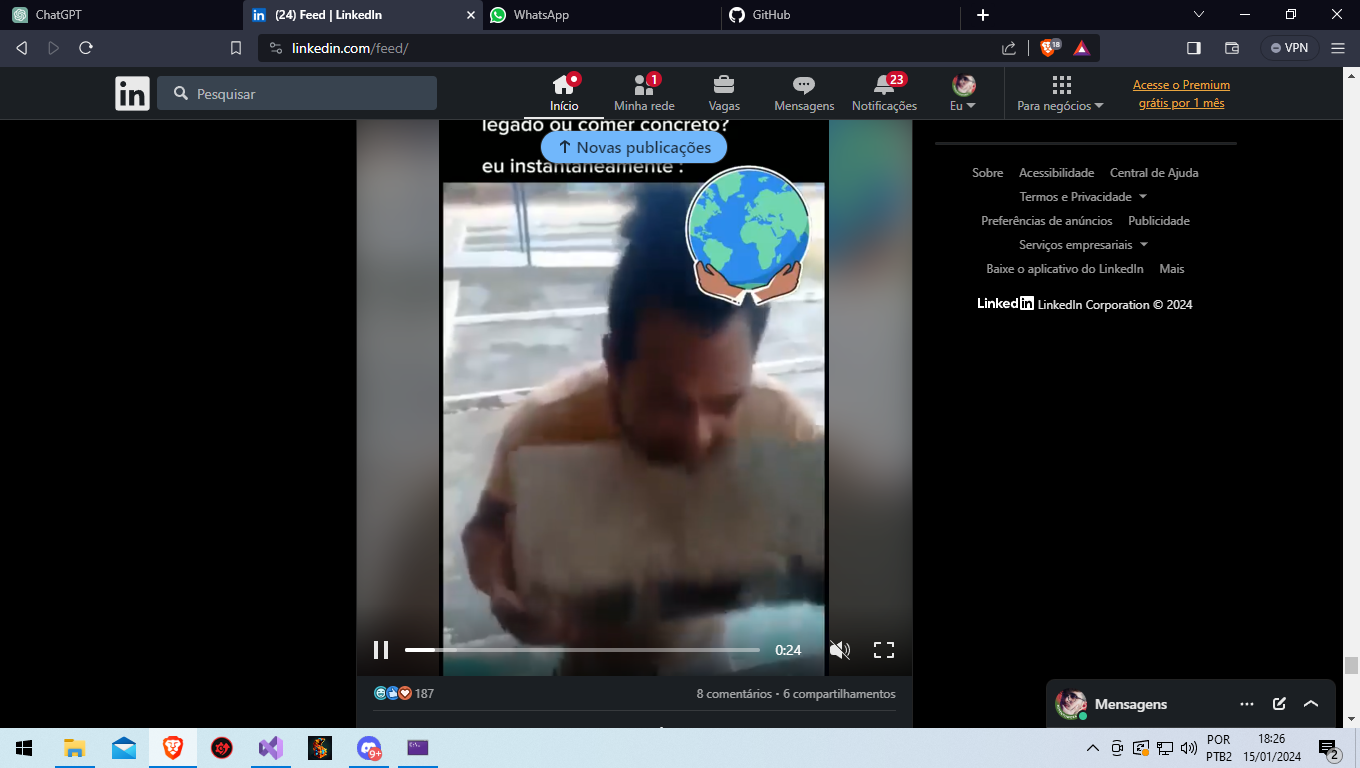 ChatGPT
(24) Feed | LinkedIn
WhatsApp
GitHub
linkedin.com/feed/
18
VPN
in
Pesquisar
Início
1
Minha rede
Vagas
Mensagens
23
Notificações
Eu
Para negócios
Acesse o Premium
grátis por 1 mês
legado ou comer concreto?
Novas publicações
eu instantaneamente :
Sobre
Acessibilidade
Central de Ajuda
Termos e Privacidade
Preferências de anúncios
Publicidade
Serviços empresariais
Baixe o aplicativo do LinkedIn
Mais
LinkedIn LinkedIn Corporation © 2024
0:24
187
8 comentários • 6 compartilhamentos
Mensagens
9+
POR
PTB2
18:26
15/01/2024
2